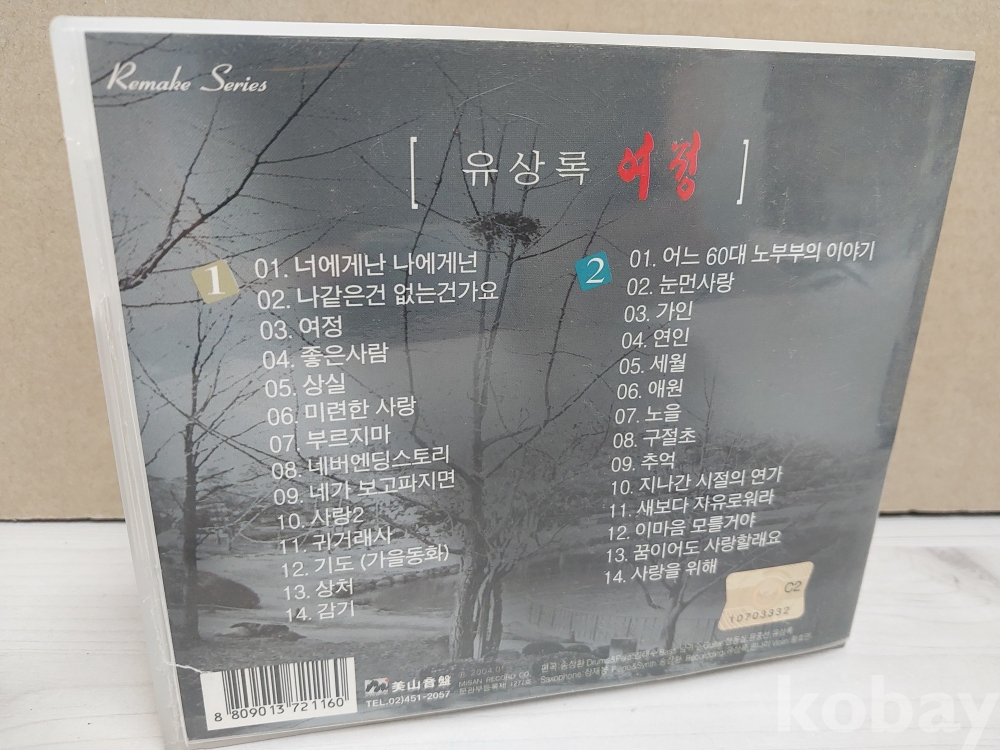 Remake Series
[ 유상록 여정 ]
1
01. 너에게난 나에게넌
02. 나같은건 없는건가요
03. 여정
04. 좋은사람
05. 상실
06. 미련한 사랑
07. 부르지마
08. 네버엔딩스토리
09. 네가 보고파지면
10. 사랑2
11. 귀거래사
12. 기도 (가을동화)
13. 상처
14. 감기
2
01. 어느 60대 노부부의 이야기
02. 눈먼사랑
03. 가인
04. 연인
05. 세월
06. 애원
07. 노을
08. 구절초
09. 추억
10. 지나간 시절의 연가
11. 새보다 자유로워라
12. 이마음 모를거야
13. 꿈이어도 사랑할래요
14. 사랑을 위해
C2
10703332
8 809013 721160
美山音盤
TEL.02)451-2057
2004.01
MISAN RECORD CO.
편곡:
Saxophone:
kobay